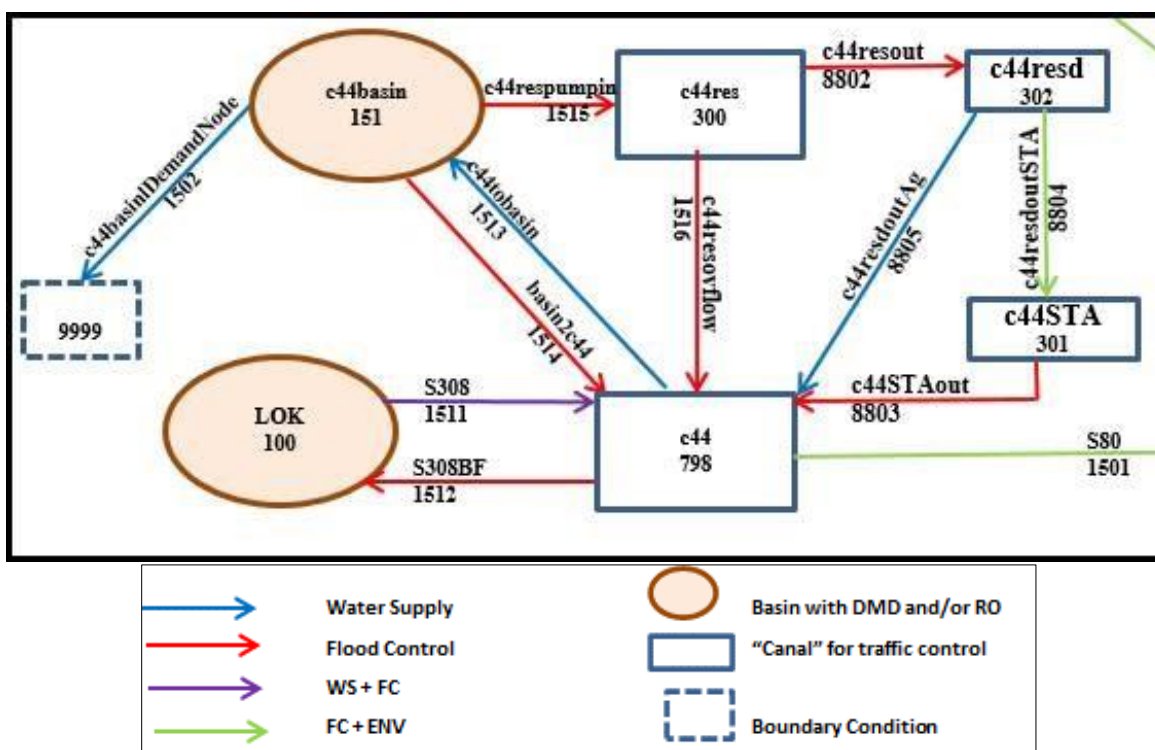 c44basin
151
c44respumpin
1515
c44res
300
c44resout
8802
c44resd
302
c44basinIDemandNode
1502
c44tobasin
1513
basin2c44
1514
c44resovflow
1516
c44resdoutAg
8805
c44resdoutSTA
8804
9999
c44STA
301
LOK
100
S308
1511
S308BF
1512
c44
798
c44STAout
8803
S80
1501
Water Supply
Basin with DMD and/or RO
Flood Control
"Canal" for traffic control
WS + FC
FC + ENV
Boundary Condition